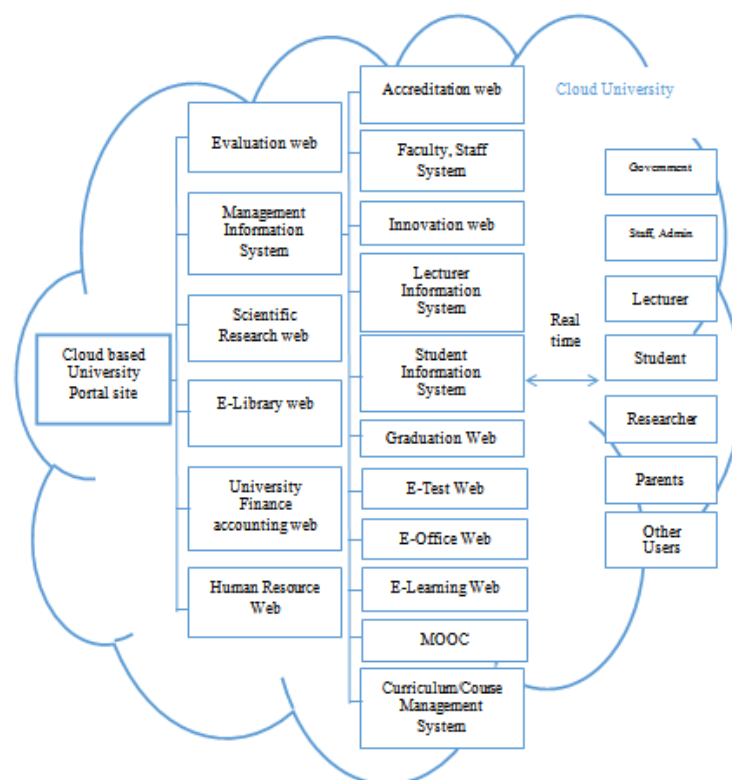 Cloud University
Cloud based
University
Portal site
Evaluation web
Management
Information
System
Scientific
Research web
E-Library web
University
Finance
accounting web
Human Resource
Web
Accreditation web
Faculty, Staff
System
Innovation web
Lecturer
Information
System
Student
Information
System
Graduation Web
E-Test Web
E-Office Web
E-Learning Web
MOOC
Curriculum/Course
Management
System
Real
time
Government
Staff, Admin
Lecturer
Student
Researcher
Parents
Other
Users